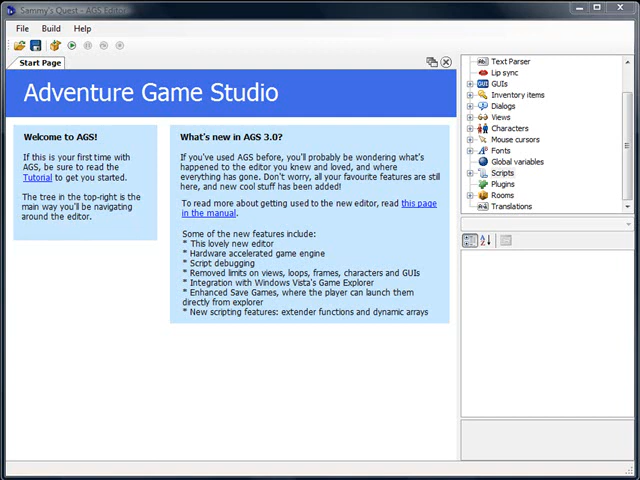 Sammy's Quest - AGS Editor
File Build Help
Start Page
Adventure Game Studio
Welcome to AGS!
If this is your first time with
AGS, be sure to read the
Tutorial to get you started.
The tree in the top-right is the
main way you'll be navigating
around the editor.
What's new in AGS 3.0?
If you've used AGS before, you'll probably be wondering what's
happened to the editor you knew and loved, and where
everything has gone. Don't worry, all your favourite features are still
here, and new cool stuff has been added!
To read more about getting used to the new editor, read this page
in the manual.
Some of the new features include:
* This lovely new editor
* Hardware accelerated game engine
* Script debugging
* Removed limits on views, loops, frames, characters and GUIs
* Integration with Windows Vista's Game Explorer
* Enhanced Save Games, where the player can launch them
directly from explorer
* New scripting features: extender functions and dynamic arrays
Text Parser
Lip sync
GUIs
Inventory items
Dialogs
Views
Characters
Mouse cursors
Fonts
Global variables
Scripts
Plugins
Rooms
Translations